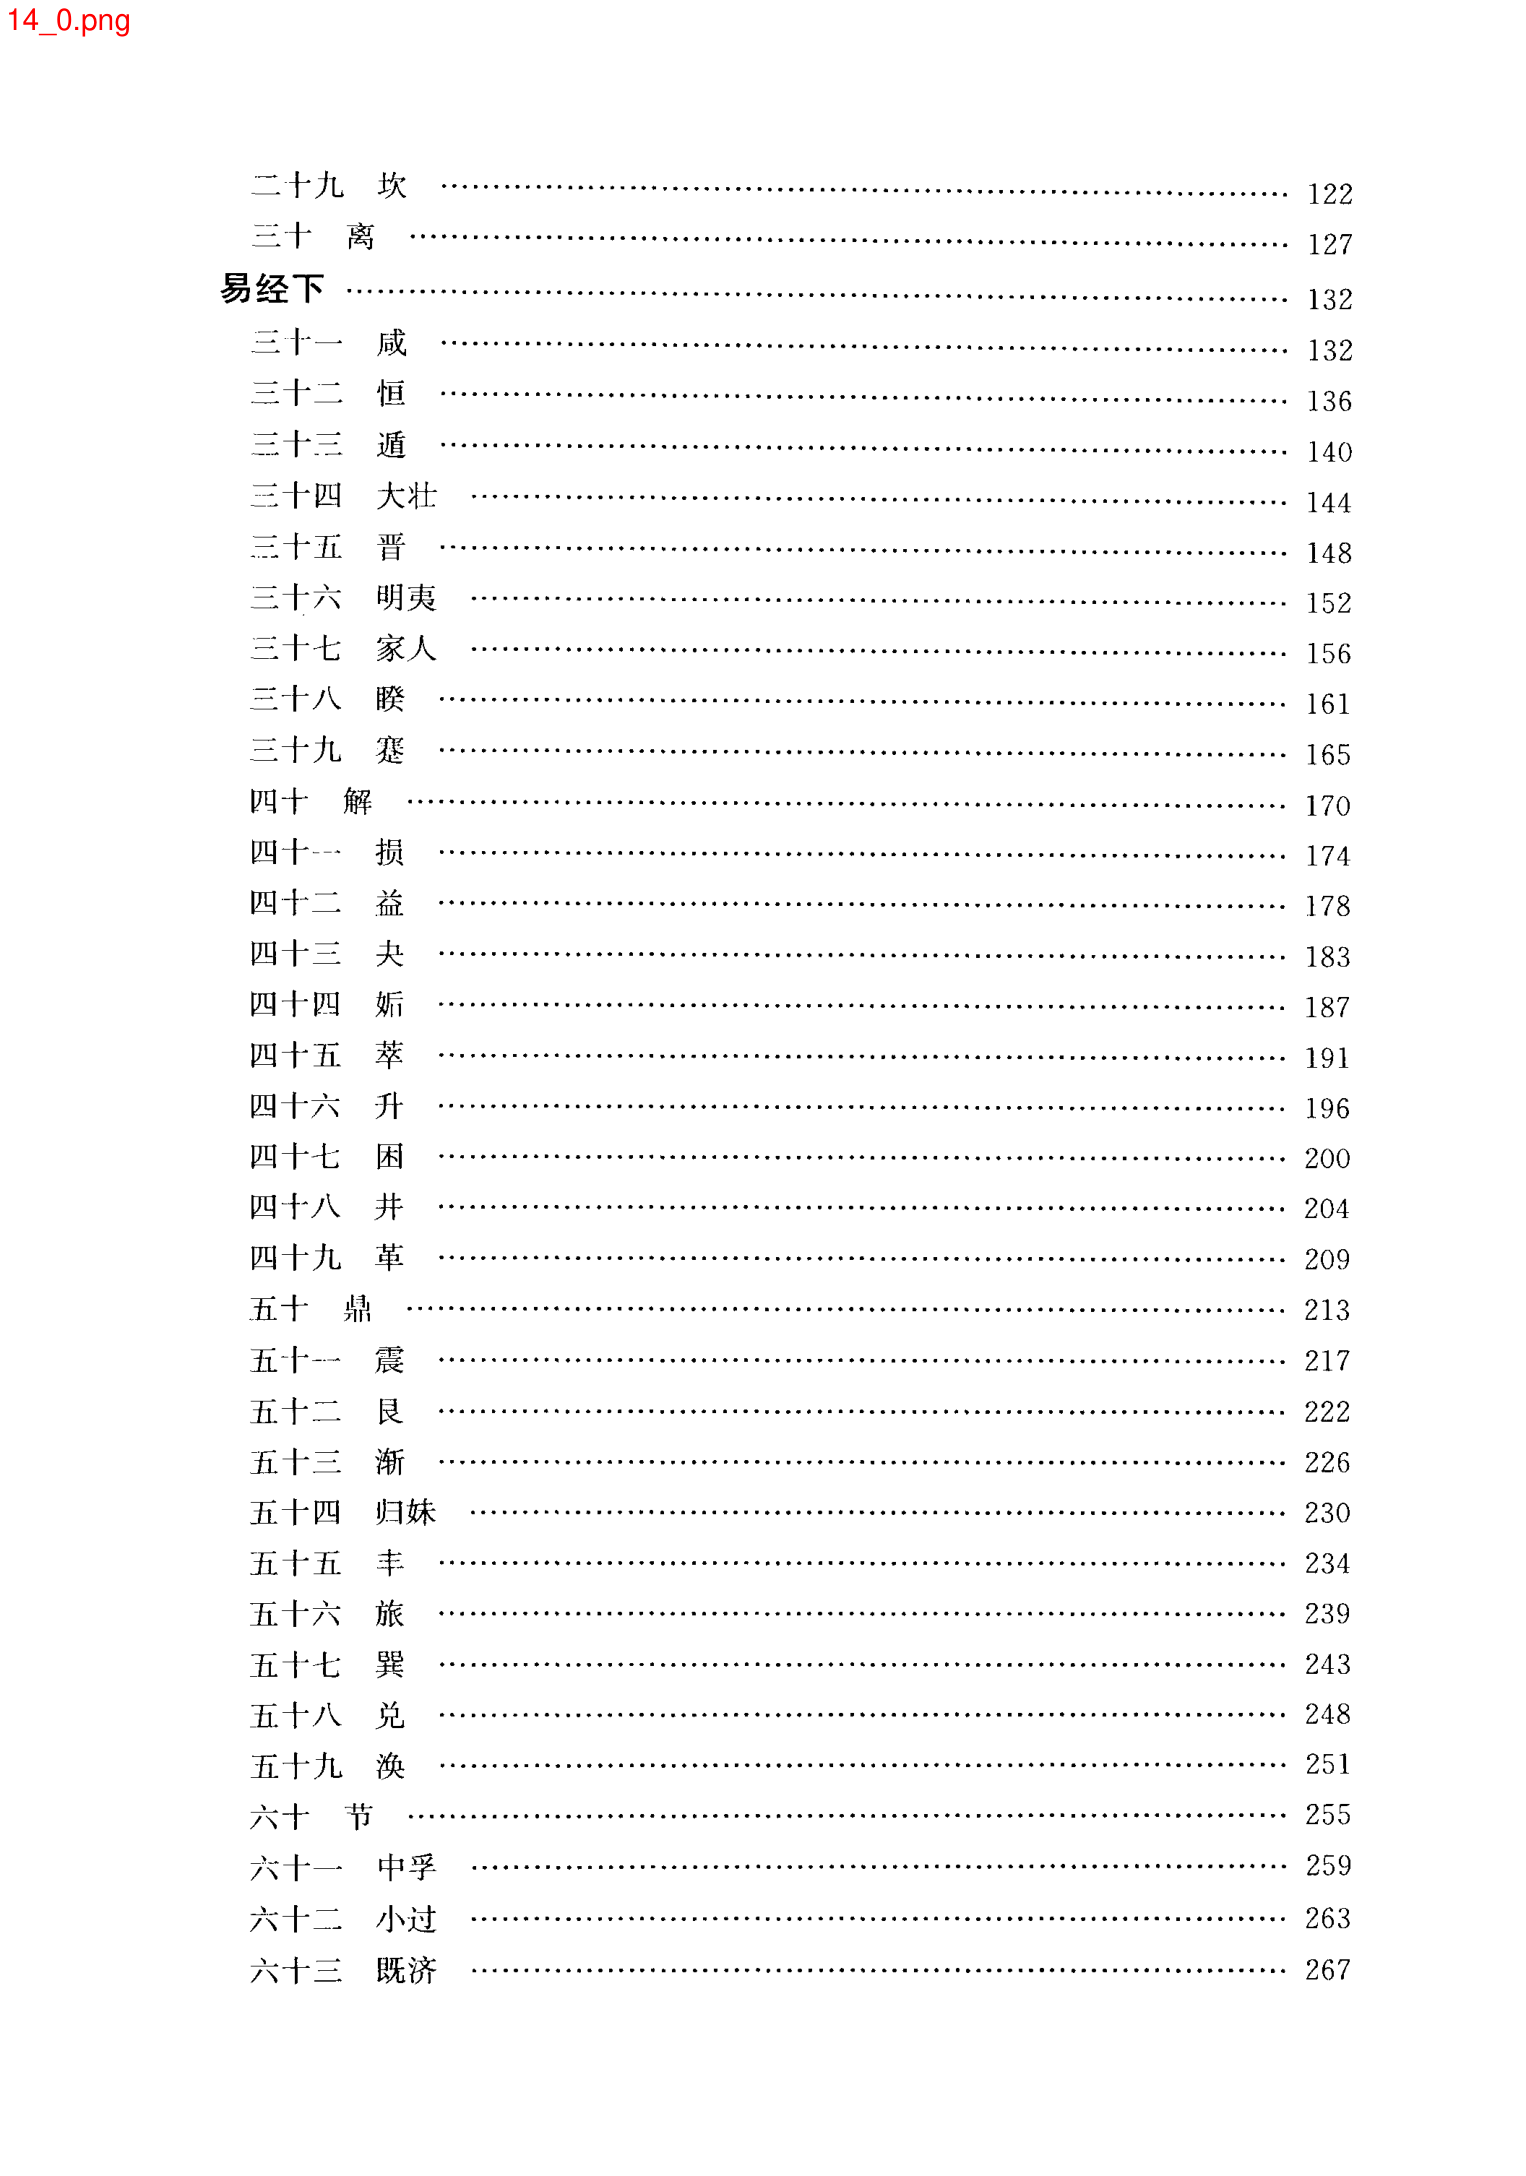 14_0.png
二十九　坎 …………………………………………… 122
三十　离 …………………………………………… 127
易经下 …………………………………………… 132
三十一　咸 …………………………………………… 132
三十二　恒 …………………………………………… 136
三十三　遁 …………………………………………… 140
三十四　大壮 …………………………………………… 144
三十五　晋 …………………………………………… 148
三十六　明夷 …………………………………………… 152
三十七　家人 …………………………………………… 156
三十八　睽 …………………………………………… 161
三十九　蹇 …………………………………………… 165
四十　解 …………………………………………… 170
四十一　损 …………………………………………… 174
四十二　益 …………………………………………… 178
四十三　夬 …………………………………………… 183
四十四　姤 …………………………………………… 187
四十五　萃 …………………………………………… 191
四十六　升 …………………………………………… 196
四十七　困 …………………………………………… 200
四十八　井 …………………………………………… 204
四十九　革 …………………………………………… 209
五十　鼎 …………………………………………… 213
五十一　震 …………………………………………… 217
五十二　艮 …………………………………………… 222
五十三　渐 …………………………………………… 226
五十四　归妹 …………………………………………… 230
五十五　丰 …………………………………………… 234
五十六　旅 …………………………………………… 239
五十七　巽 …………………………………………… 243
五十八　兑 …………………………………………… 248
五十九　涣 …………………………………………… 251
六十　节 …………………………………………… 255
六十一　中孚 …………………………………………… 259
六十二　小过 …………………………………………… 263
六十三　既济 …………………………………………… 267